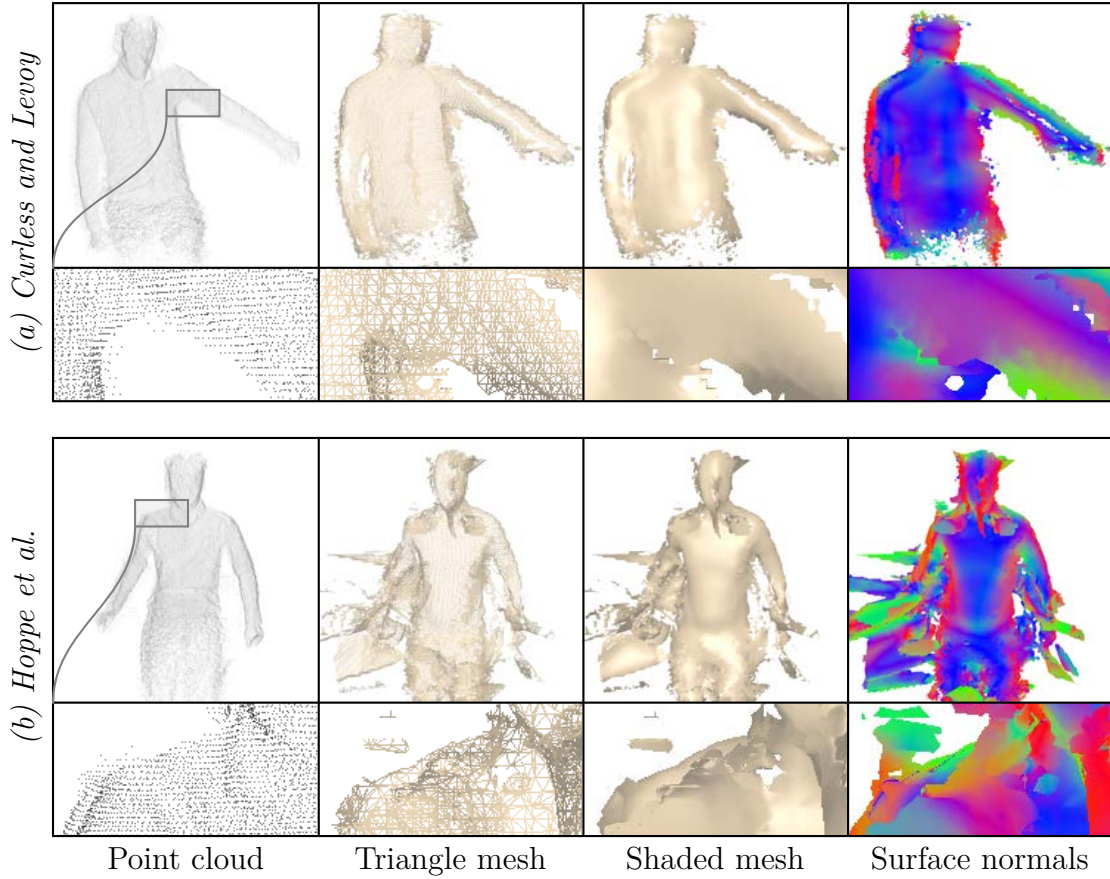 (a) Curless and Levoy
(b) Hoppe et al.
Point cloud
Triangle mesh
Shaded mesh
Surface normals